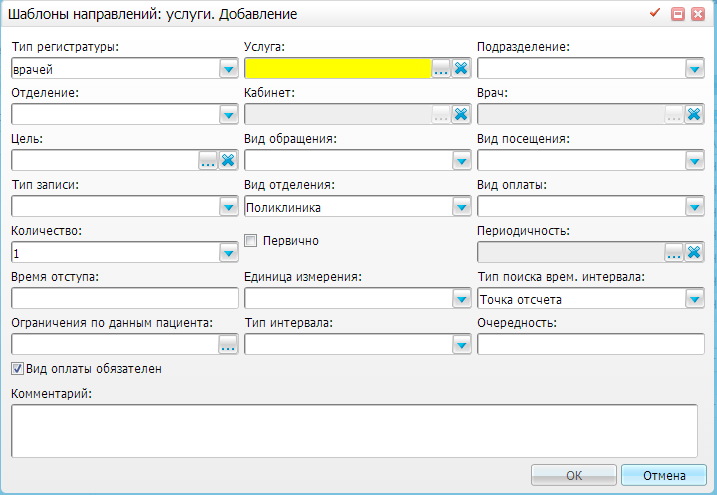 Шаблоны направлений: услуги. Добавление
Тип регистратуры: Услуга: Подразделение:
врачей ...
Отделение: Кабинет: Врач:
... ...
Цель: Вид обращения: Вид посещения:
...
Тип записи: Вид отделения: Вид оплаты:
Поликлиника
Количество: Первично Периодичность:
1 ...
Время отступа: Единица измерения: Тип поиска врем. интервала:
Точка отсчета
Ограничения по данным пациента: Тип интервала: Очередность:
...
Вид оплаты обязателен
Комментарий:
ОК Отмена